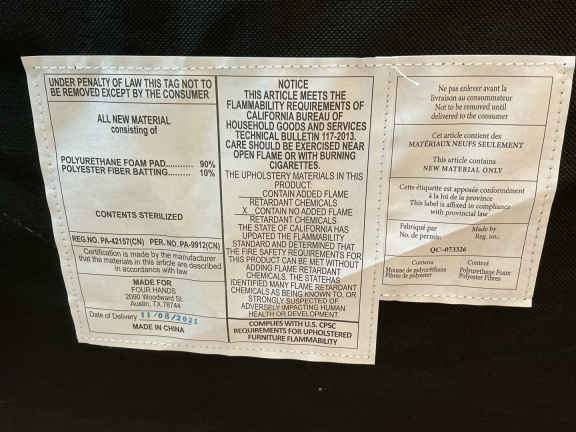 UNDER PENALTY OF LAW THIS TAG NOT TO
BE REMOVED EXCEPT BY THE CONSUMER
ALL NEW MATERIAL
consisting of
POLYURETHANE FOAM PAD.......... 90%
POLYESTER FIBER BATTING........ 10%
CONTENTS STERILIZED
REG.NO. PA-42157(CN) PER. NO. PA-9912(CN)
Certification is made by the manufacturer
that the materials in this article are described
in accordance with law
MADE FOR
FOUR HANDS
2090 Woodward St.
Austin, TX 78744
Date of Delivery 11/08/2021
MADE IN CHINA
NOTICE
THIS ARTICLE MEETS THE
FLAMMABILITY REQUIREMENTS OF
CALIFORNIA BUREAU OF
HOUSEHOLD GOODS AND SERVICES
TECHNICAL BULLETIN 117-2013.
CARE SHOULD BE EXERCISED NEAR
OPEN FLAME OR WITH BURNING
CIGARETTES.
THE UPHOLSTERY MATERIALS IN THIS
PRODUCT:
____CONTAIN ADDED FLAME
RETARDANT CHEMICALS
__X_ CONTAIN NO ADDED FLAME
RETARDANT CHEMICALS
THE STATE OF CALIFORNIA HAS
UPDATED THE FLAMMABILITY
STANDARD AND DETERMINED THAT
THE FIRE SAFETY REQUIREMENTS FOR
THIS PRODUCT CAN BE MET WITHOUT
ADDING FLAME RETARDANT
CHEMICALS. THE STATEHAS
IDENTIFIED MANY FLAME RETARDANT
CHEMICALS AS BEING KNOWN TO, OR
STRONGLY SUSPECTED OF,
ADVERSELY IMPACTING HUMAN
HEALTH OR DEVELOPMENT.
COMPLIES WITH U.S. CPSC
REQUIREMENTS FOR UPHOLSTERED
FURNITURE FLAMMABILITY
Ne pas enlever avant la
livraison au consommateur
Not to be removed until
delivered to the consumer
Cet article contient des
MATÉRIAUX NEUFS SEULEMENT
This article contains
NEW MATERIAL ONLY
Cette étiquette est apposée conformément
à la loi de la province
This label is affixed in compliance
with provincial law
Fabriqué par Made by
No. de permis: Reg. no.:
QC-073326
Contenu Content
Mousse de polyuréthane Polyurethane Foam
Fibres de polyester Polyester Fibres